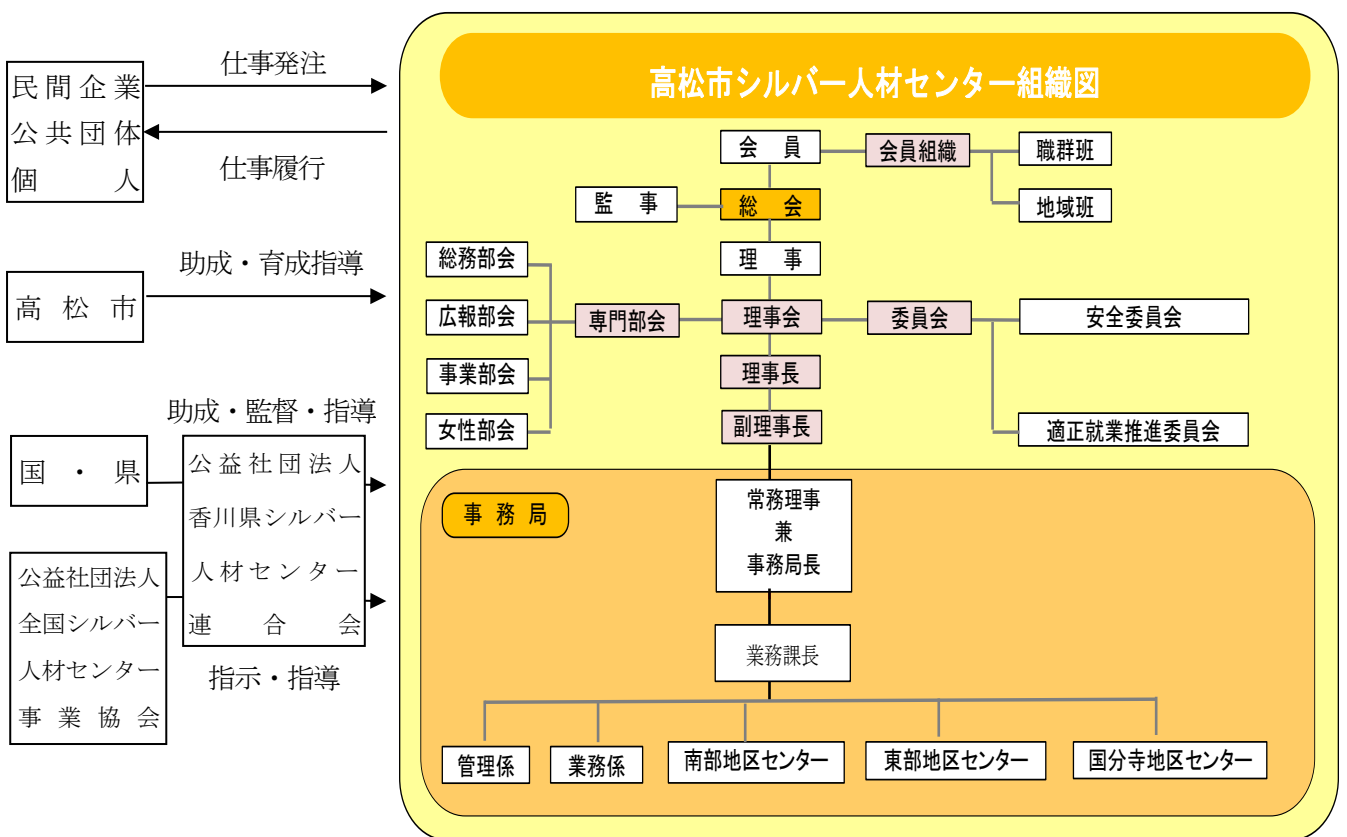 高松市シルバー人材センター組織図
仕事発注
民間企業
公共団体
個人
仕事履行
助成・育成指導
高松市
助成・監督・指導
国・県
公益社団法人
香川県シルバー
人材センター
連合会
公益社団法人
全国シルバー
人材センター
事業協会
指示・指導
会員
会員組織
職群班
地域班
監事
総会
理事
総務部会
広報部会
事業部会
女性部会
専門部会
理事会
委員会
安全委員会
適正就業推進委員会
理事長
副理事長
事務局
常務理事
兼
事務局長
業務課長
管理係
業務係
南部地区センター
東部地区センター
国分寺地区センター